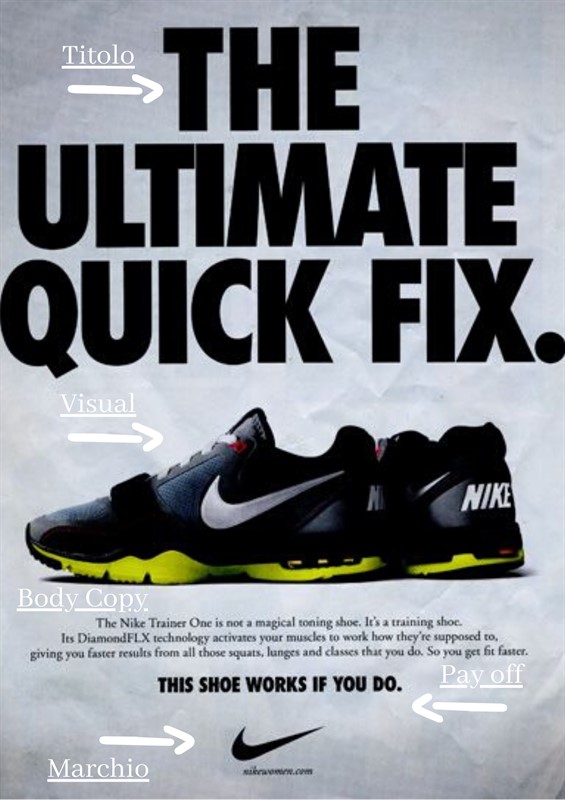 Titolo
THE
ULTIMATE
QUICK FIX.
Visual
NIKE
Body Copy
The Nike Trainer One is not a magical toning shoe. It's a training shoe.
Its DiamondFLX technology activates your muscles to work how they're supposed to,
giving you faster results from all those squats, lunges and classes that you do. So you get fit faster.
Pay off
THIS SHOE WORKS IF YOU DO.
Marchio
nikewomen.com